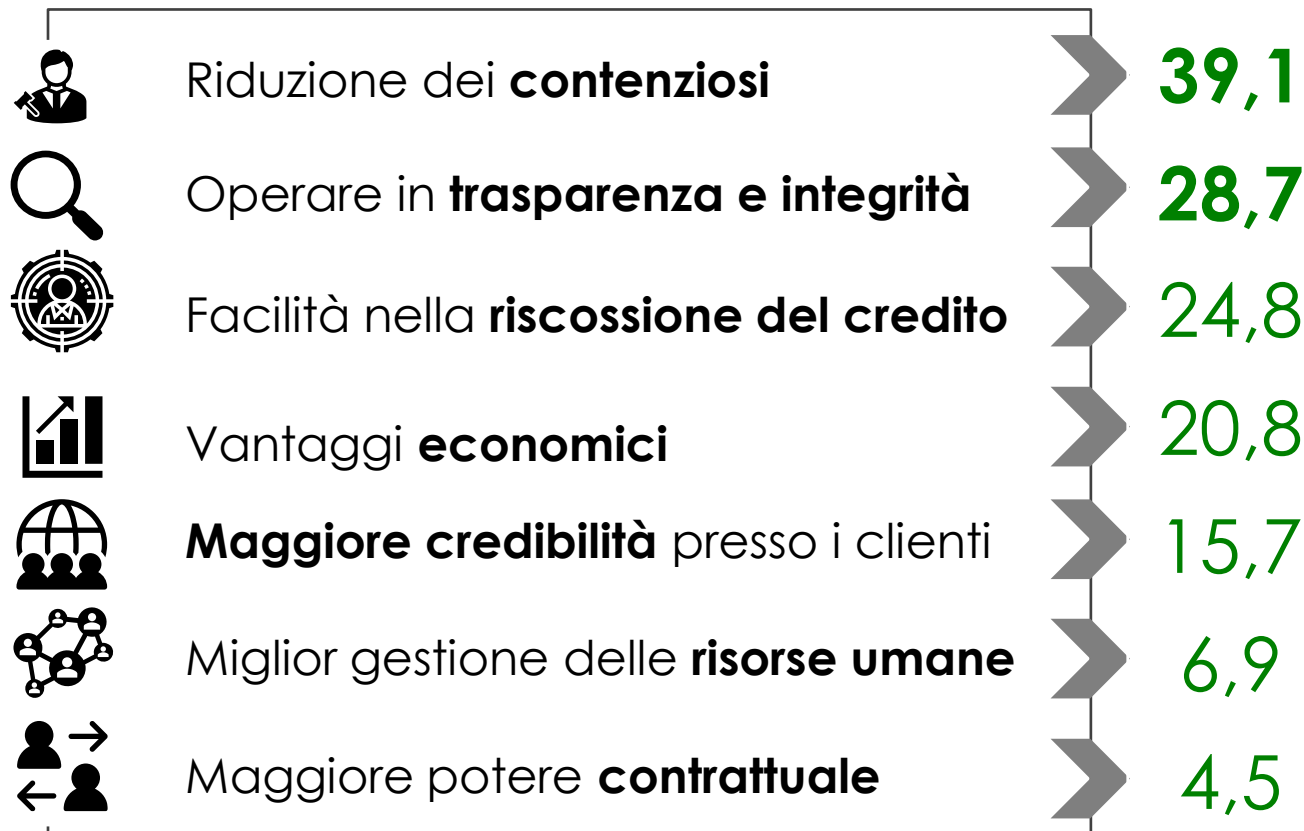 Riduzione dei contenziosi 39,1
Operare in trasparenza e integrità 28,7
Facilità nella riscossione del credito 24,8
Vantaggi economici 20,8
Maggiore credibilità presso i clienti 15,7
Miglior gestione delle risorse umane 6,9
Maggiore potere contrattuale 4,5